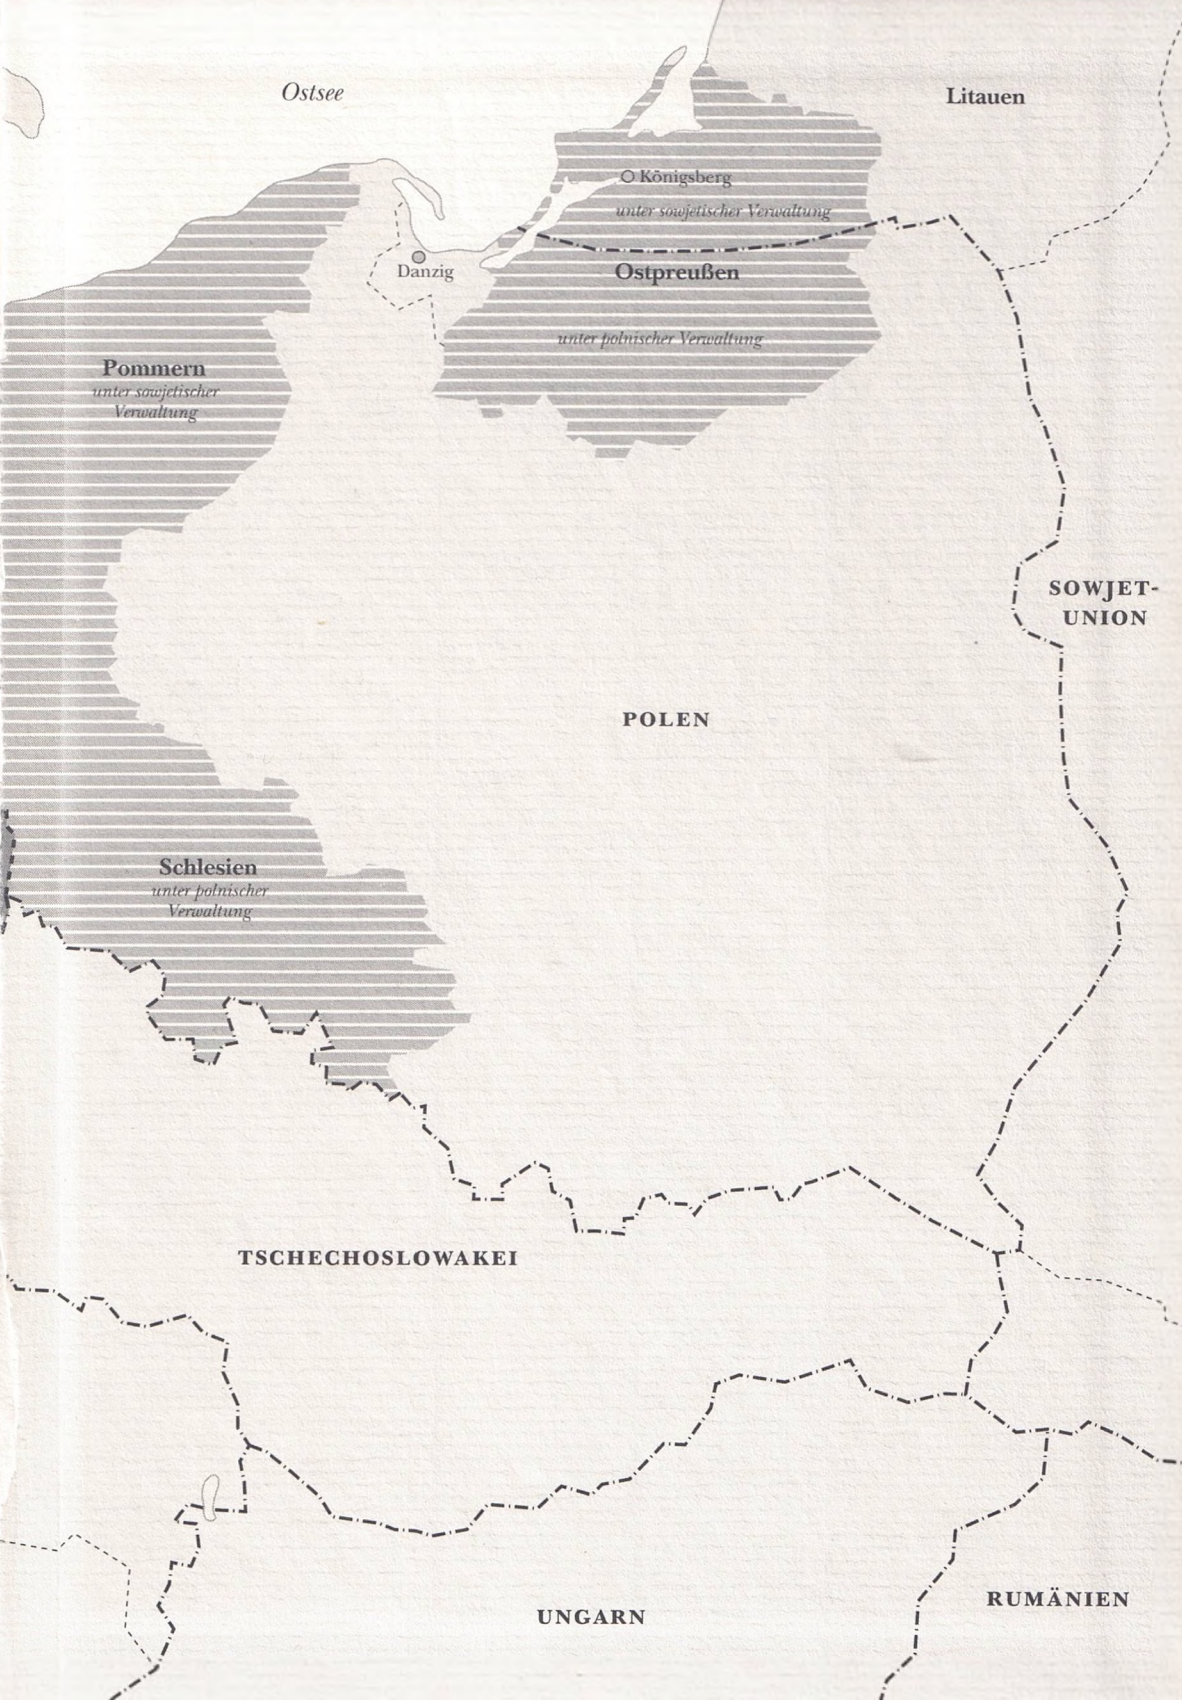 Ostsee
Litauen
Königsberg
unter sowjetischer Verwaltung
Danzig
Ostpreußen
unter polnischer Verwaltung
Pommern
unter sowjetischer
Verwaltung
SOWJET-
UNION
POLEN
Schlesien
unter polnischer
Verwaltung
TSCHECHOSLOWAKEI
RUMÄNIEN
UNGARN